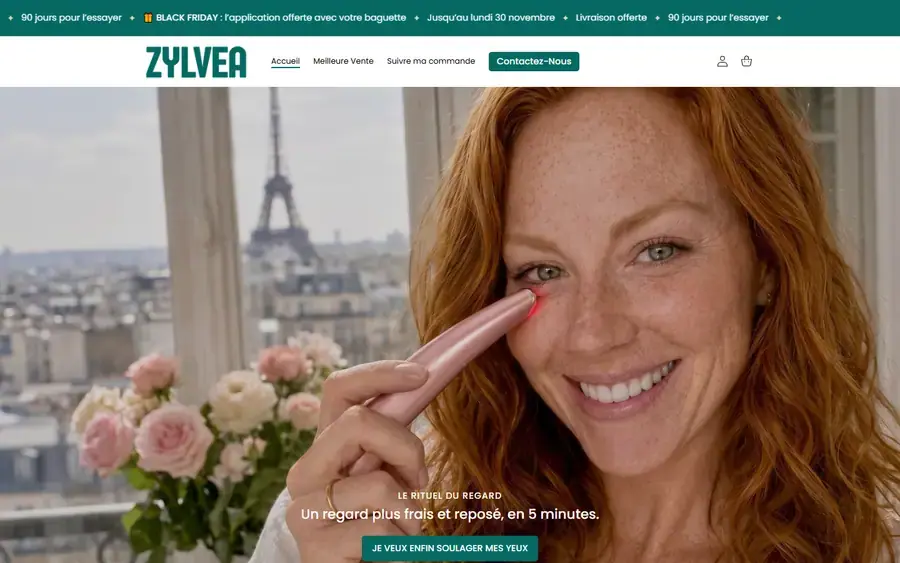 90 jours pour l'essayer ✦ 🎁 BLACK FRIDAY : l'application offerte avec votre baguette ✦ Jusqu'au lundi 30 novembre ✦ Livraison offerte ✦ 90 jours pour l'essayer ✦
ZYLVEA
Accueil Meilleure Vente Suivre ma commande Contactez-Nous
LE RITUEL DU REGARD
Un regard plus frais et reposé, en 5 minutes.
JE VEUX ENFIN SOULAGER MES YEUX